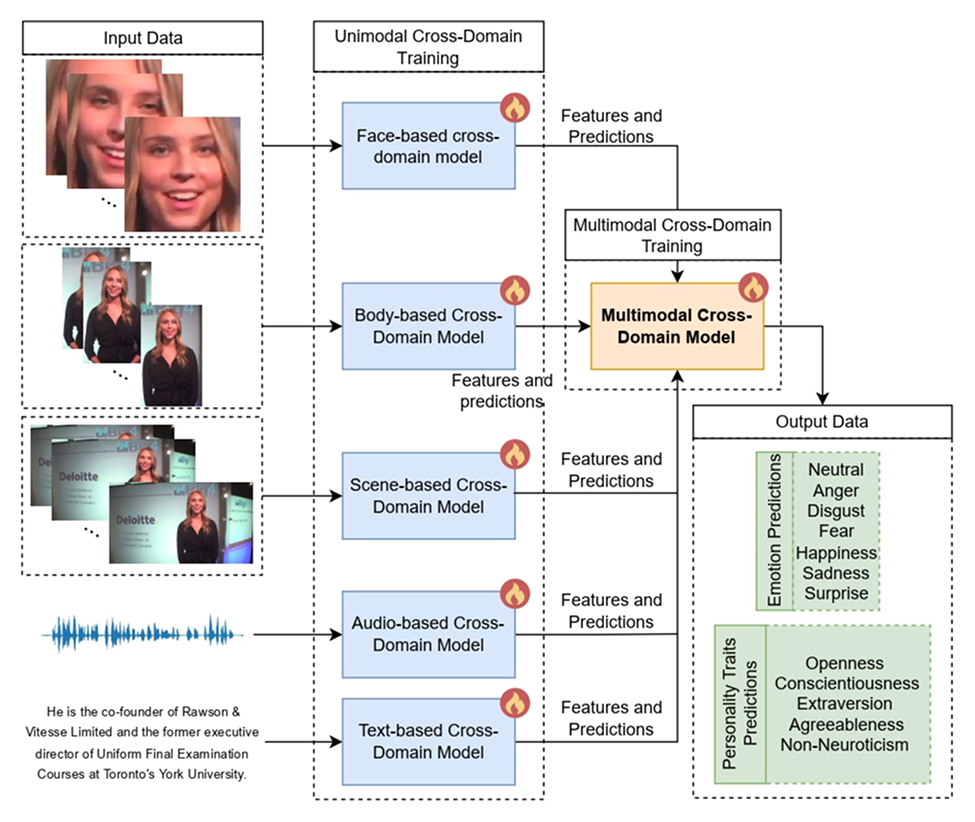 Input Data
Unimodal Cross-Domain
Training
Face-based cross-
domain model
Features and
Predictions
Multimodal Cross-Domain
Training
Body-based Cross-
Domain Model
Multimodal Cross-
Domain Model
Features and
predictions
Output Data
Deloitte
Scene-based Cross-
Domain Model
Features and
Predictions
Emotion Predictions
Neutral
Anger
Disgust
Fear
Happiness
Sadness
Surprise
Audio-based Cross-
Domain Model
Features and
Predictions
Personality Traits
Predictions
Openness
Conscientiousness
Extraversion
Agreeableness
Non-Neuroticism
He is the co-founder of Rawson &
Vitesse Limited and the former executive
director of Uniform Final Examination
Courses at Toronto's York University.
Text-based Cross-
Domain Model
Features and
Predictions
Deloitte.